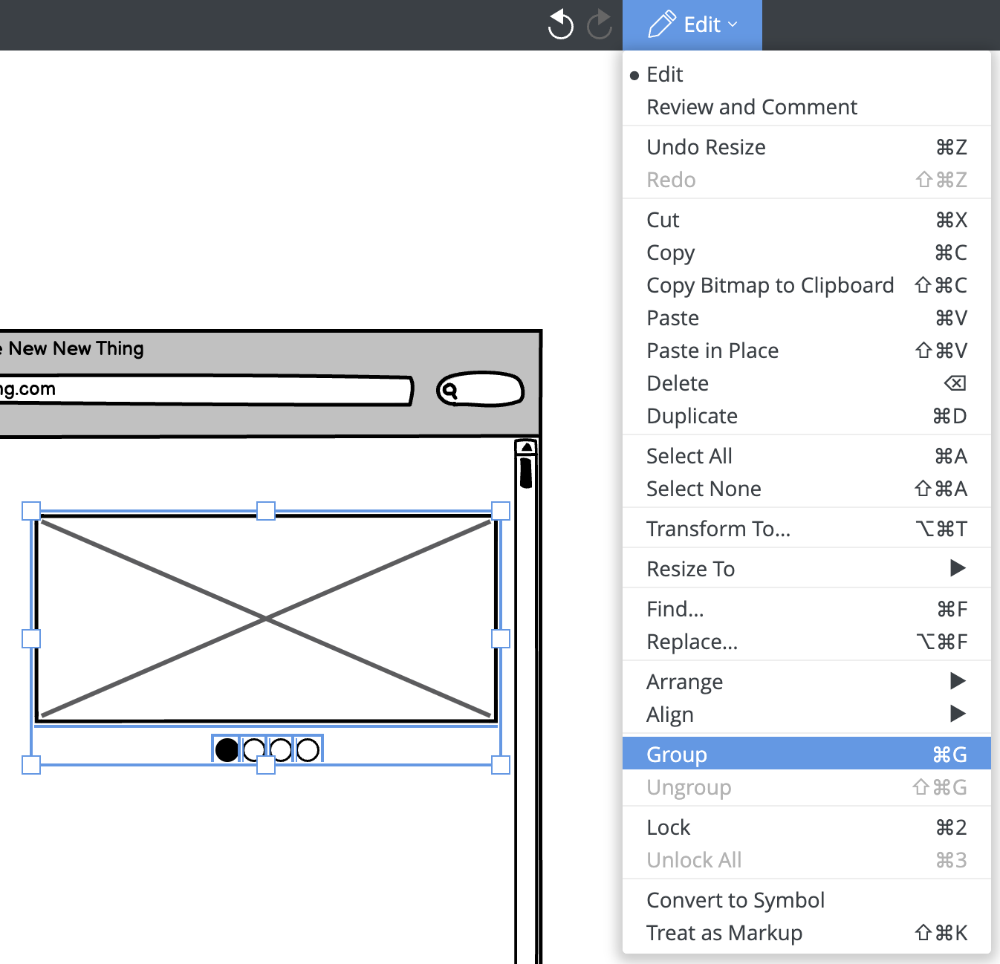 Edit
Edit
Review and Comment
Undo Resize ⌘Z
Redo ⇧⌘Z
Cut ⌘X
Copy ⌘C
Copy Bitmap to Clipboard ⇧⌘C
Paste ⌘V
Paste in Place ⇧⌘V
Delete ⌫
Duplicate ⌘D
Select All ⌘A
Select None ⇧⌘A
Transform To... ⌥⌘T
Resize To
Find... ⌘F
Replace... ⌥⌘F
Arrange
Align
Group ⌘G
Ungroup ⇧⌘G
Lock ⌘2
Unlock All ⌘3
Convert to Symbol
Treat as Markup ⇧⌘K
e New New Thing
ng.com